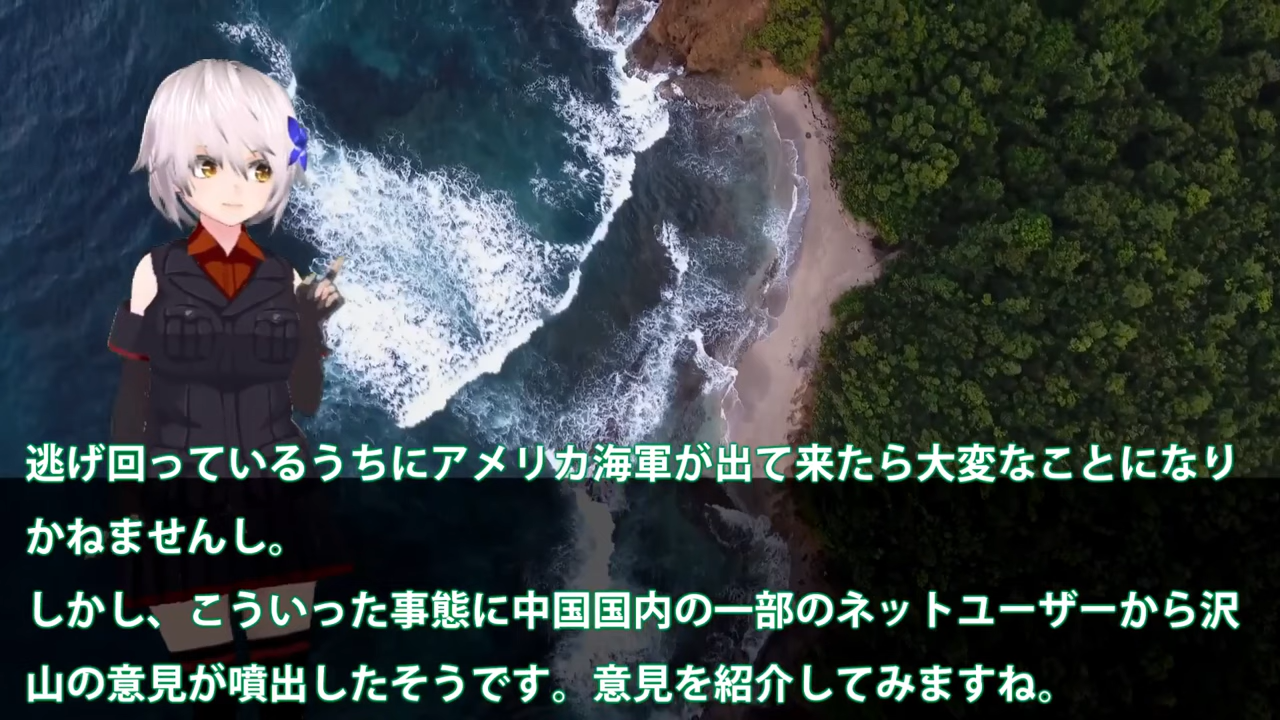 逃げ回っているうちにアメリカ海軍が出て来たら大変なことになり
かねませんし。
しかし、こういった事態に中国国内の一部のネットユーザーから沢
山の意見が噴出したそうです。意見を紹介してみますね。